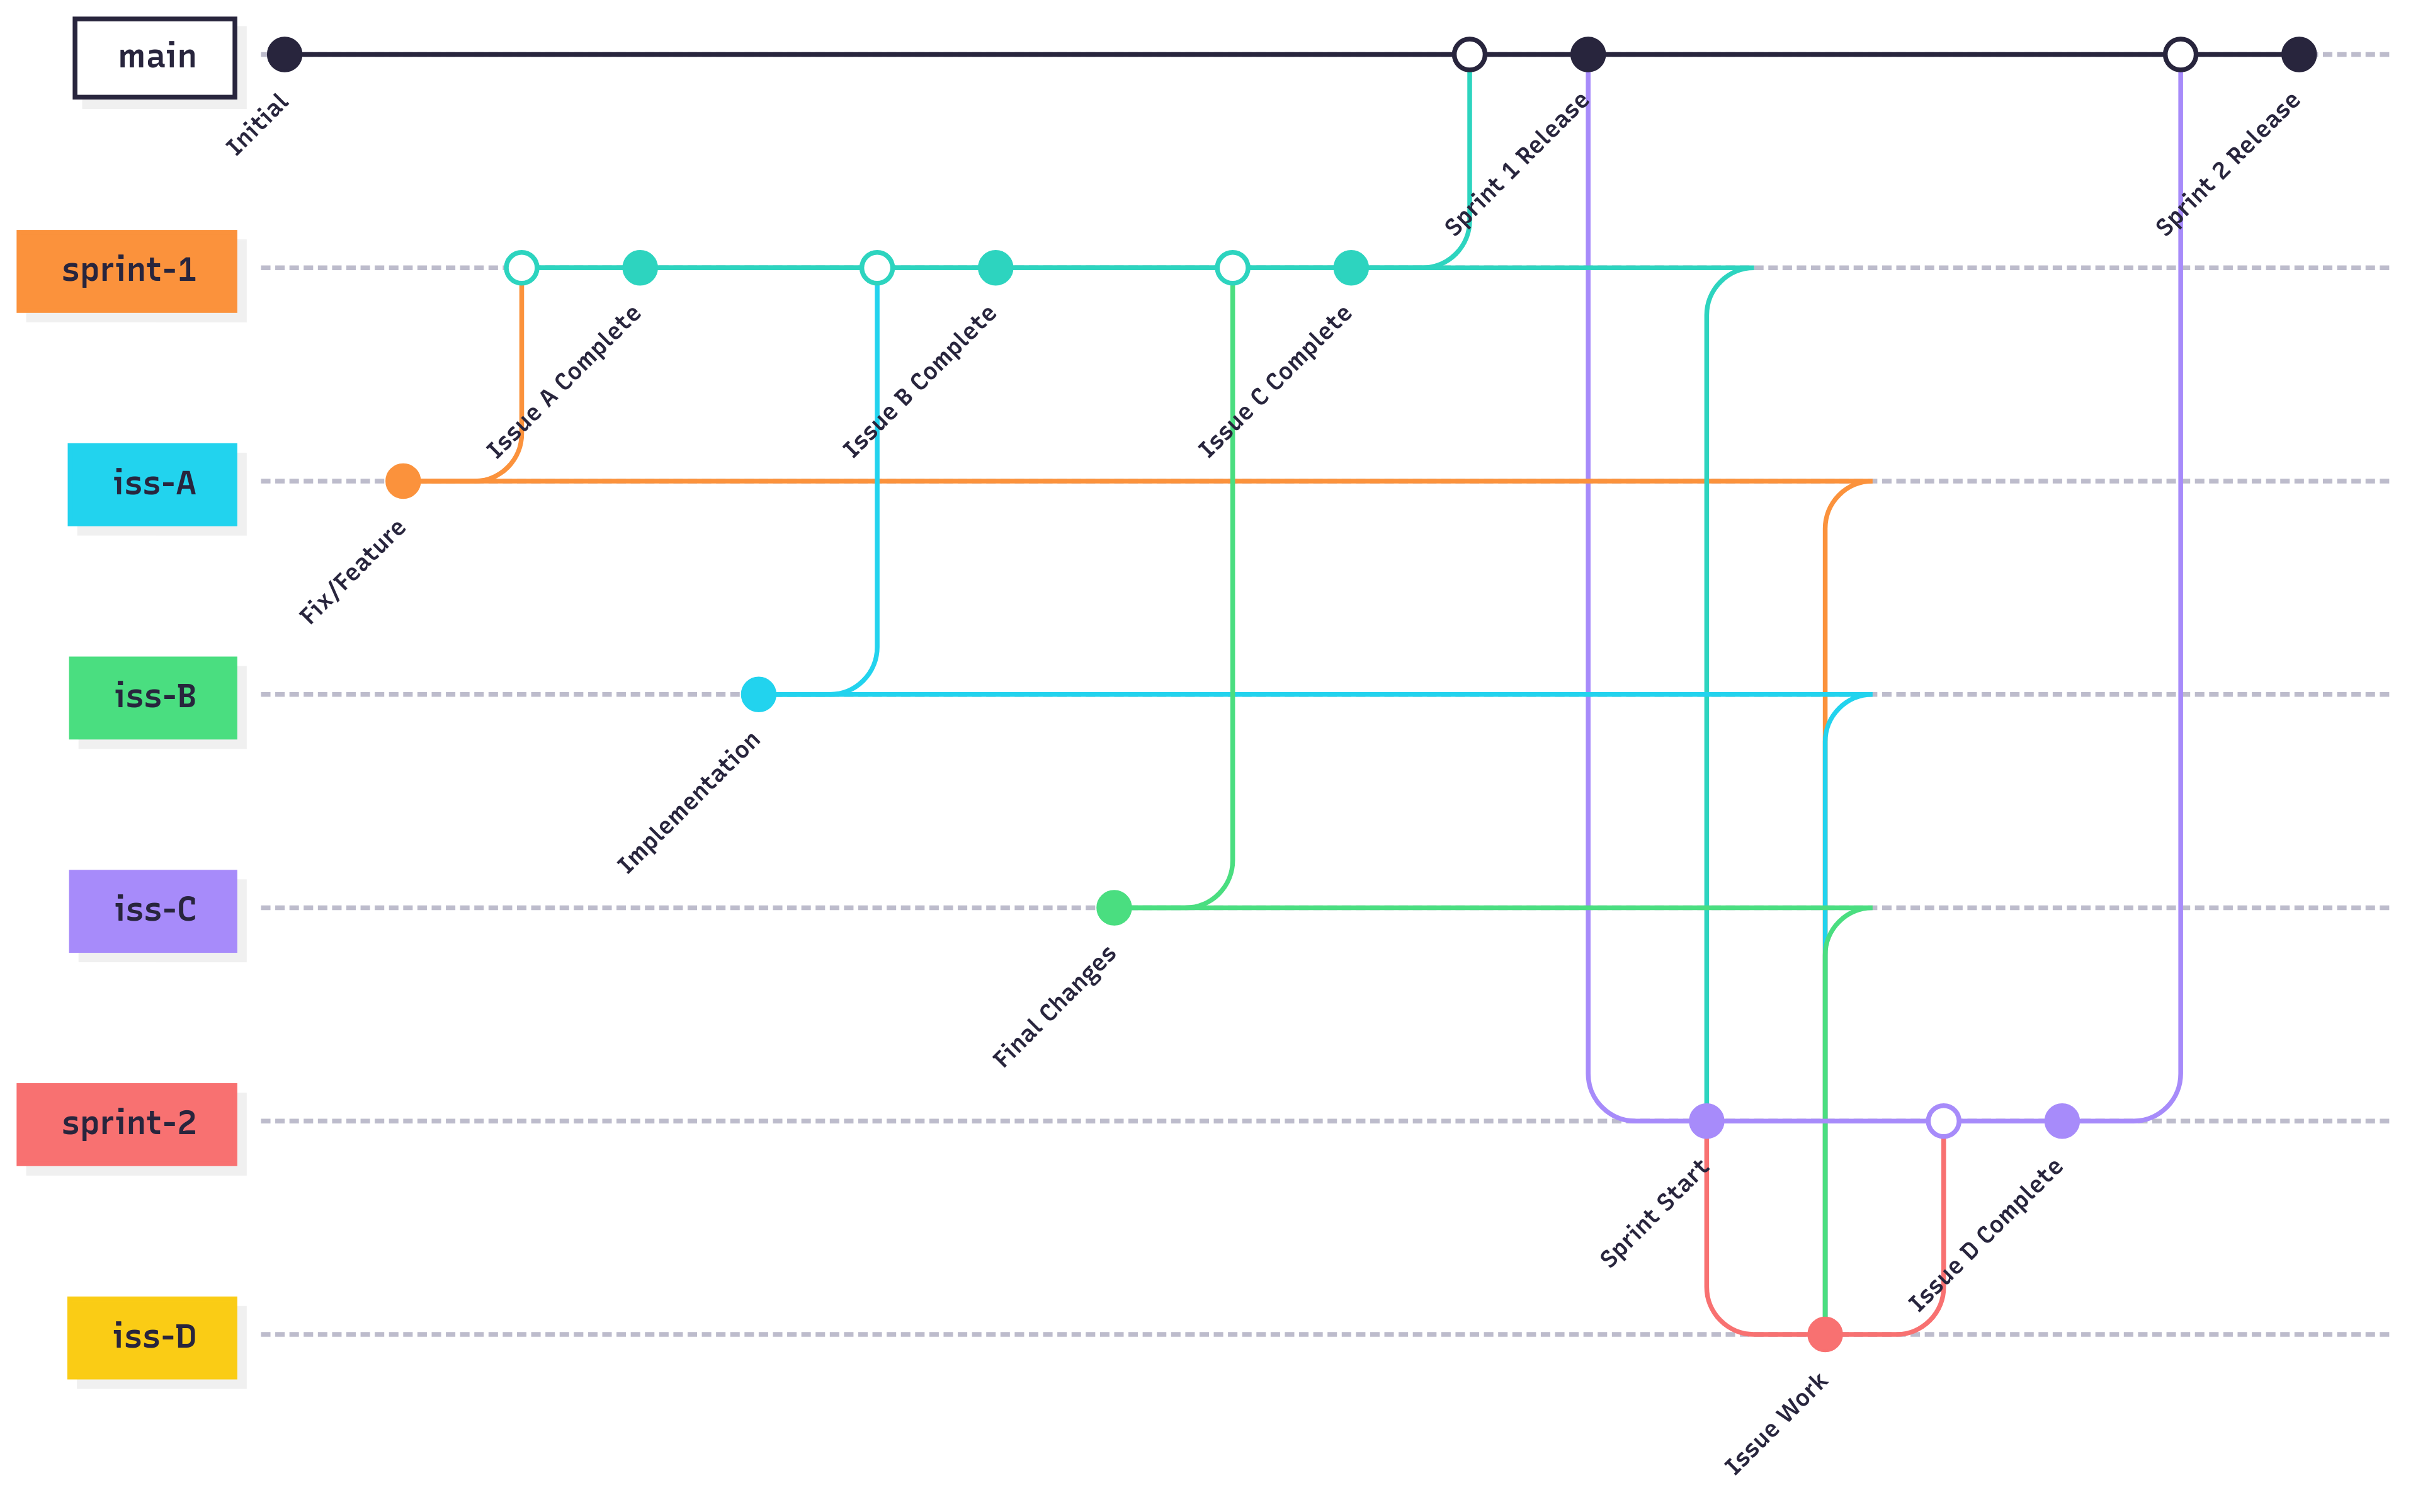 main
Initial
Sprint 1 Release
Sprint 2 Release
sprint-1
Issue A Complete
Issue B Complete
Issue C Complete
iss-A
Fix/Feature
iss-B
Implementation
iss-C
Final Changes
sprint-2
Sprint Start
Issue D Complete
iss-D
Issue Work